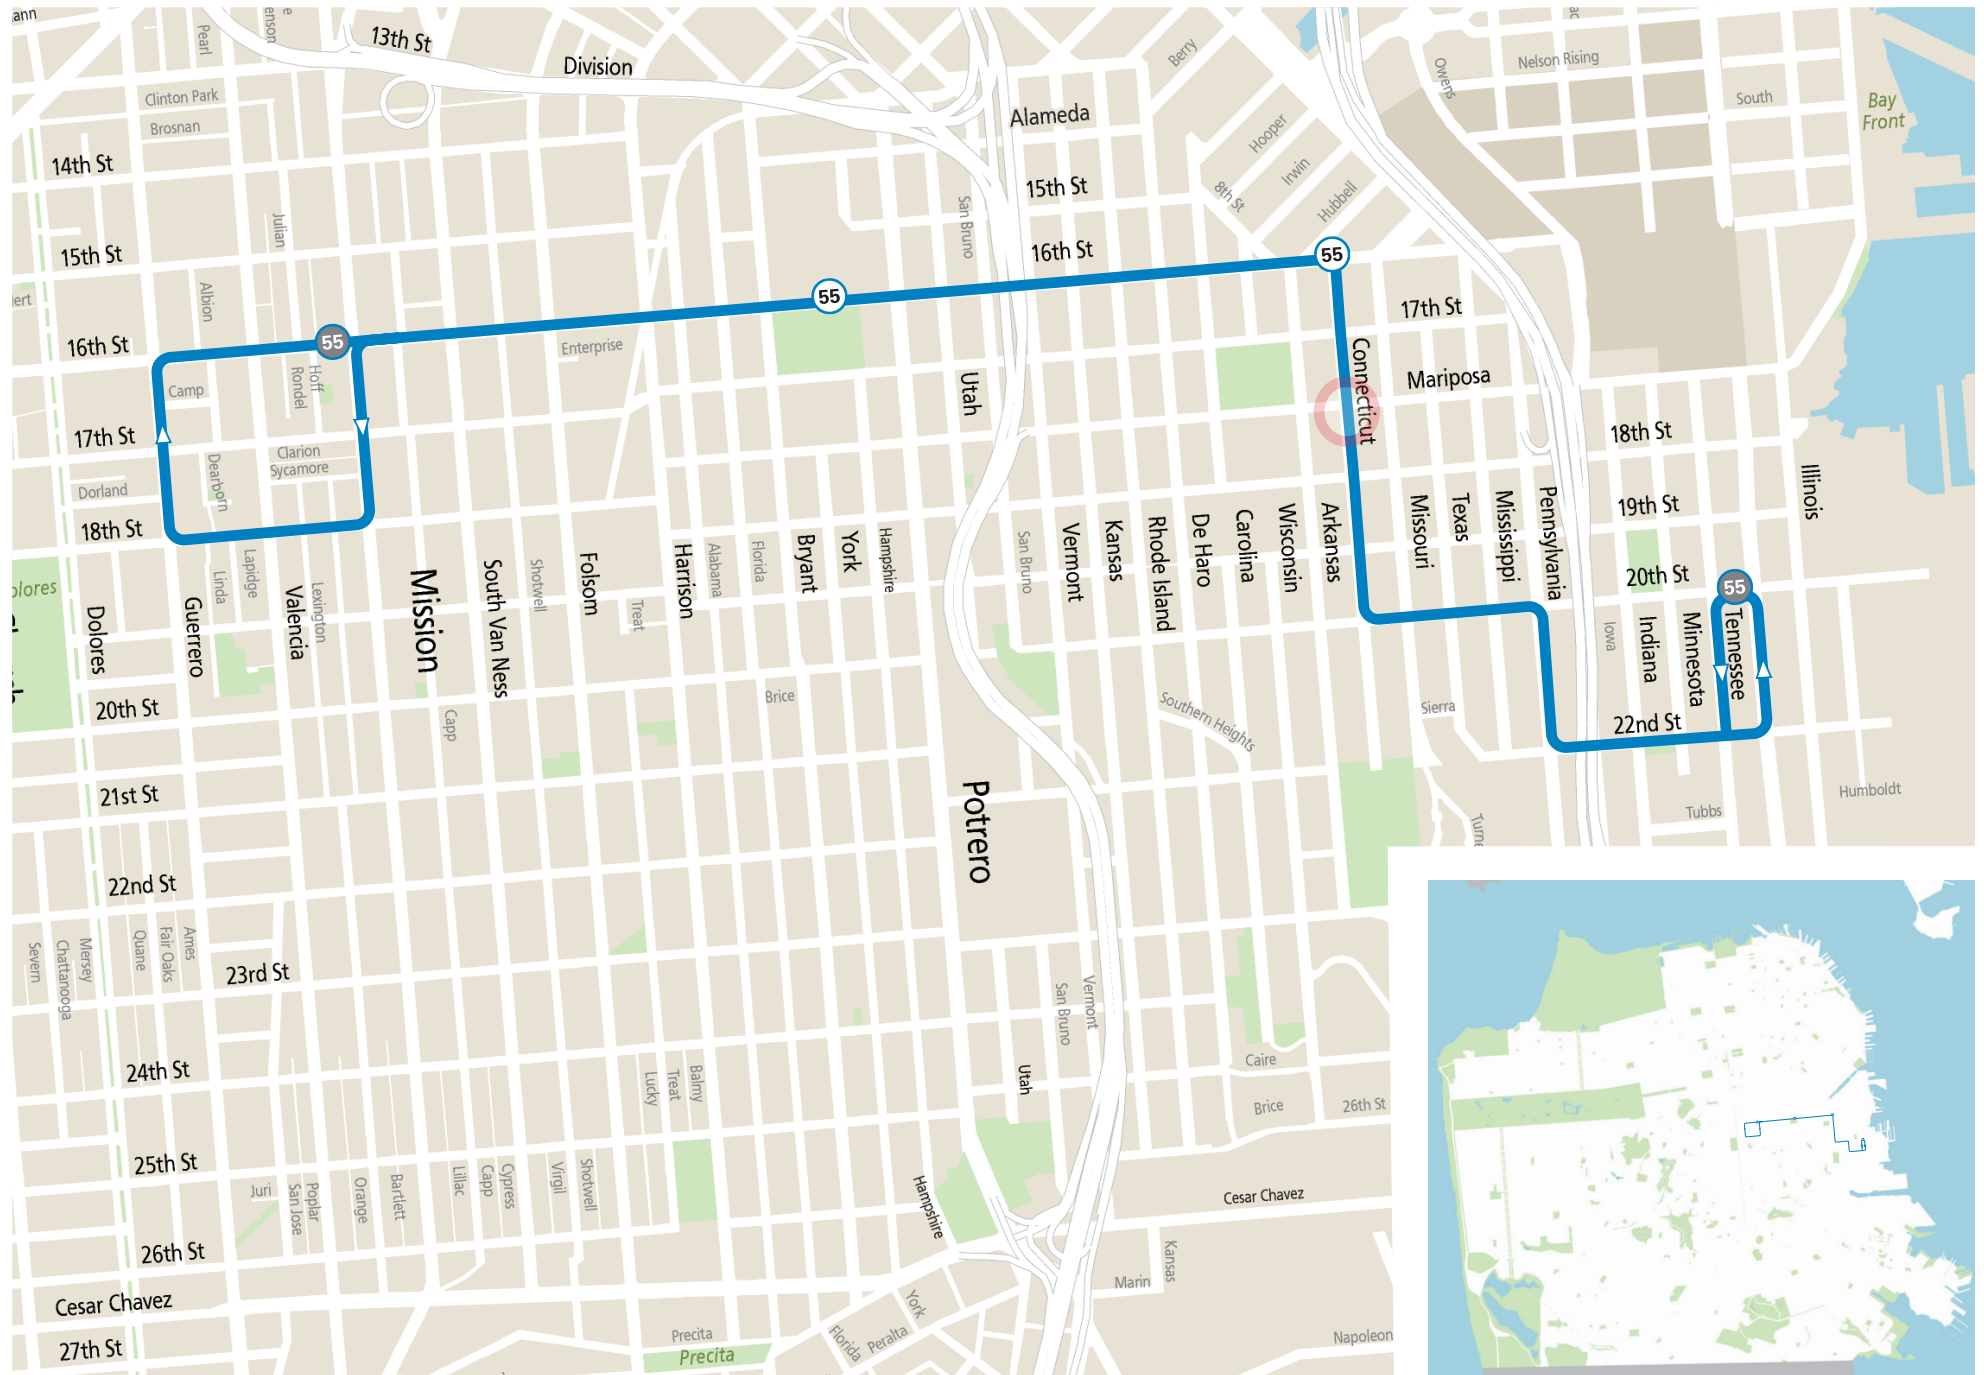 ann
Pearl
enson
e
13th St
Division
Berry
Owens
Nelson Rising
ac
South
Bay
Front
Clinton Park
Brosnan
Alameda
Hooper
Irwin
Hubbell
8th St
14th St
15th St
San Bruno
Julian
15th St
16th St
55
55
lert
Albion
16th St
55
Hoff
Rondel
Camp
Enterprise
Utah
17th St
Connecticut
Mariposa
17th St
Clarion
Sycamore
Dearborn
Dorland
18th St
18th St
19th St
Illinois
20th St
55
olores
Dolores
Guerrero
Linda
Lapidge
Valencia
Lexington
Mission
South Van Ness
Shotwell
Folsom
Treat
Harrison
Alabama
Florida
Bryant
York
Hampshire
San Bruno
Vermont
Kansas
Rhode Island
De Haro
Carolina
Wisconsin
Arkansas
Missouri
Texas
Mississippi
Pennsylvania
Iowa
Indiana
Minnesota
Tennessee
20th St
Capp
Brice
Southern Heights
Sierra
22nd St
21st St
Potrero
Turne
Tubbs
Humboldt
22nd St
Severn
Chattanooga
Mersey
Quane
Fair Oaks
Ames
23rd St
San Bruno
Vermont
24th St
Lucky
Treat
Balmy
Utah
Caire
Brice
26th St
25th St
Juri
San Jose
Poplar
Orange
Bartlett
Lillac
Capp
Cypress
Virgil
Shotwell
Hampshire
Cesar Chavez
26th St
Kansas
Marin
Cesar Chavez
York
Florida
Peralta
Precita
Precita
Napoleon
27th St